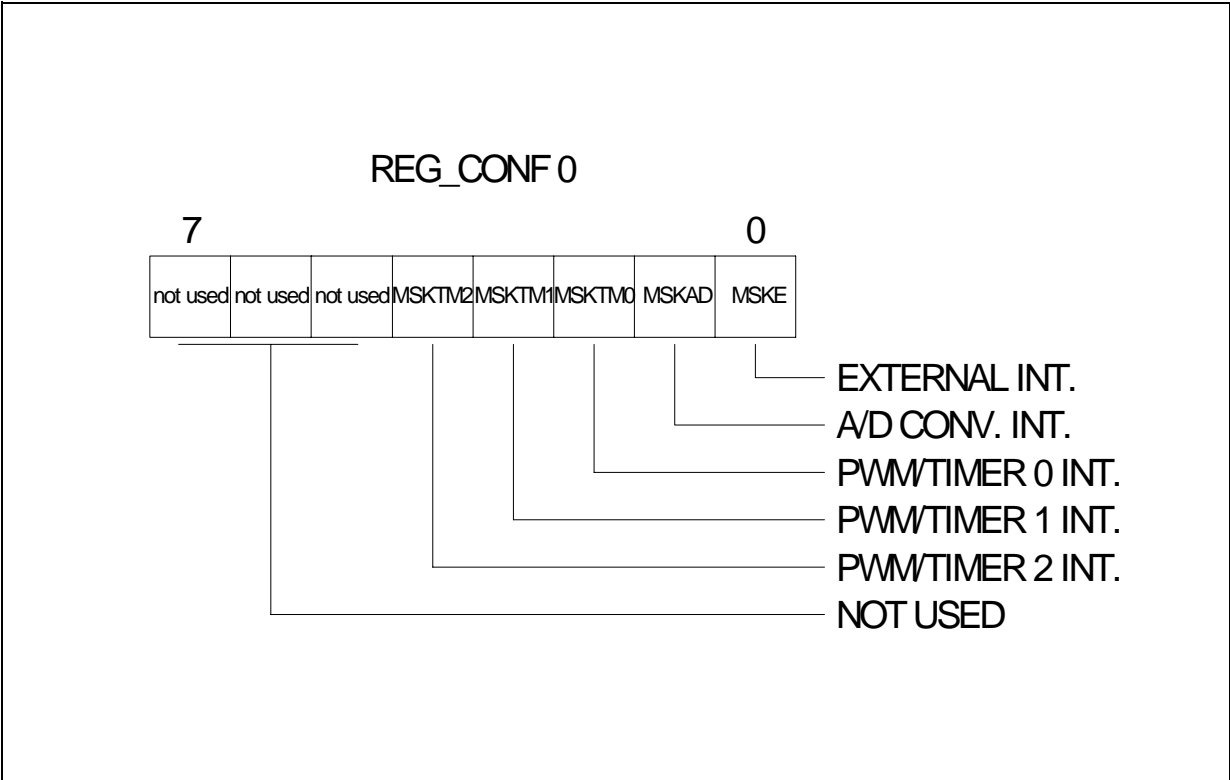 REG_CONF 0
7 0
not used not used not used MSKTM2 MSKTM1 MSKTM0 MSKAD MSKE
EXTERNAL INT.
A/D CONV. INT.
PWM/TIMER 0 INT.
PWM/TIMER 1 INT.
PWM/TIMER 2 INT.
NOT USED